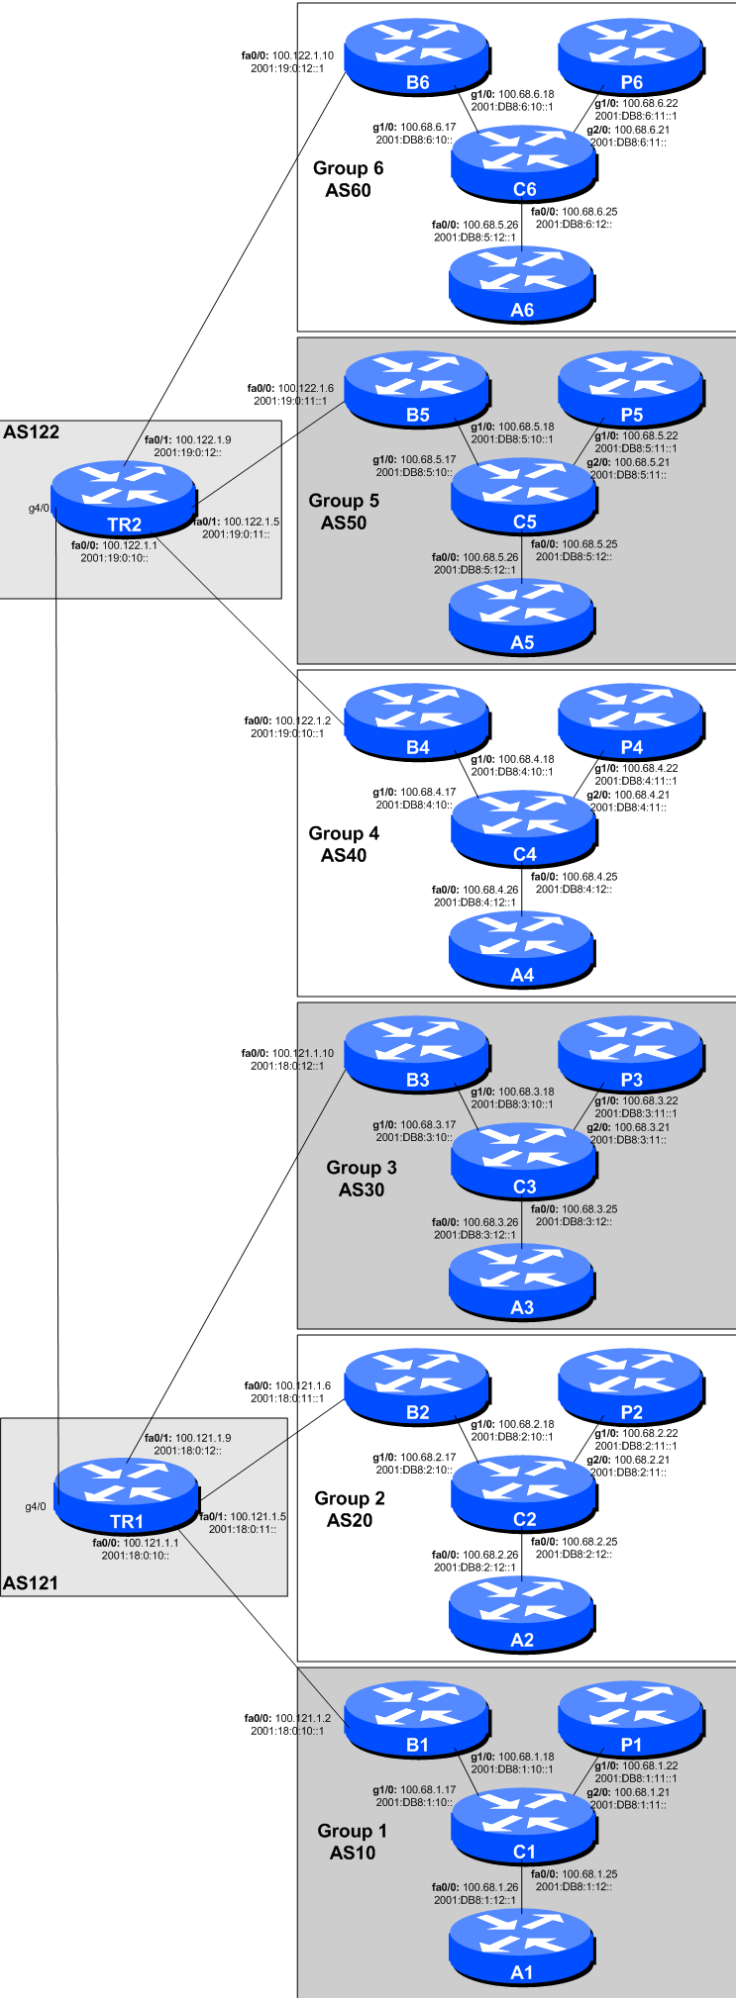 fa0/0: 100.122.1.10
2001:19:0:12::1
B6
P6
g1/0: 100.68.6.18
2001:DB8:6:10::1
g1/0: 100.68.6.22
2001:DB8:6:11::1
g1/0: 100.68.6.17
2001:DB8:6:10::
g2/0: 100.68.6.21
2001:DB8:6:11::
Group 6
AS60
C6
fa0/0: 100.68.5.26
2001:DB8:5:12::1
fa0/0: 100.68.6.25
2001:DB8:6:12::
A6
fa0/0: 100.122.1.6
2001:19:0:11::1
B5
P5
g1/0: 100.68.5.18
2001:DB8:5:10::1
g1/0: 100.68.5.22
2001:DB8:5:11::1
g1/0: 100.68.5.17
2001:DB8:5:10::
g2/0: 100.68.5.21
2001:DB8:5:11::
Group 5
AS50
C5
fa0/0: 100.68.5.26
2001:DB8:5:12::1
fa0/0: 100.68.5.25
2001:DB8:5:12::
A5
AS122
fa0/1: 100.122.1.9
2001:19:0:12::
g4/0
TR2
fa0/1: 100.122.1.5
2001:19:0:11::
fa0/0: 100.122.1.1
2001:19:0:10::
fa0/0: 100.122.1.2
2001:19:0:10::1
B4
P4
g1/0: 100.68.4.18
2001:DB8:4:10::1
g1/0: 100.68.4.22
2001:DB8:4:11::1
g1/0: 100.68.4.17
2001:DB8:4:10::
g2/0: 100.68.4.21
2001:DB8:4:11::
Group 4
AS40
C4
fa0/0: 100.68.4.26
2001:DB8:4:12::1
fa0/0: 100.68.4.25
2001:DB8:4:12::
A4
fa0/0: 100.121.1.10
2001:18:0:12::1
B3
P3
g1/0: 100.68.3.18
2001:DB8:3:10::1
g1/0: 100.68.3.22
2001:DB8:3:11::1
g1/0: 100.68.3.17
2001:DB8:3:10::
g2/0: 100.68.3.21
2001:DB8:3:11::
Group 3
AS30
C3
fa0/0: 100.68.3.26
2001:DB8:3:12::1
fa0/0: 100.68.3.25
2001:DB8:3:12::
A3
fa0/0: 100.121.1.6
2001:18:0:11::1
B2
P2
g1/0: 100.68.2.18
2001:DB8:2:10::1
g1/0: 100.68.2.22
2001:DB8:2:11::1
g1/0: 100.68.2.17
2001:DB8:2:10::
g2/0: 100.68.2.21
2001:DB8:2:11::
Group 2
AS20
C2
fa0/0: 100.68.2.26
2001:DB8:2:12::1
fa0/0: 100.68.2.25
2001:DB8:2:12::
A2
fa0/1: 100.121.1.9
2001:18:0:12::
g4/0
TR1
fa0/1: 100.121.1.5
2001:18:0:11::
fa0/0: 100.121.1.1
2001:18:0:10::
AS121
fa0/0: 100.121.1.2
2001:18:0:10::1
B1
P1
g1/0: 100.68.1.18
2001:DB8:1:10::1
g1/0: 100.68.1.22
2001:DB8:1:11::1
g1/0: 100.68.1.17
2001:DB8:1:10::
g2/0: 100.68.1.21
2001:DB8:1:11::
Group 1
AS10
C1
fa0/0: 100.68.1.26
2001:DB8:1:12::1
fa0/0: 100.68.1.25
2001:DB8:1:12::
A1